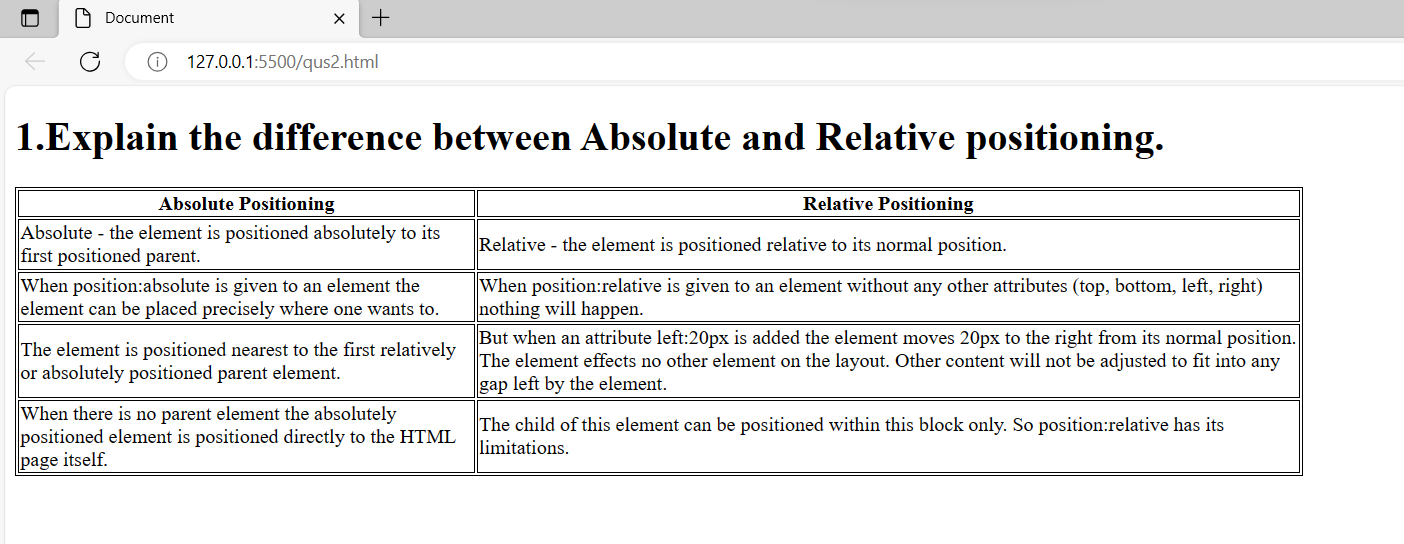 Document
127.0.0.1:5500/qus2.html
1.Explain the difference between Absolute and Relative positioning.
Absolute Positioning
Relative Positioning
Absolute - the element is positioned absolutely to its
first positioned parent.
Relative - the element is positioned relative to its normal position.
When position:absolute is given to an element the
element can be placed precisely where one wants to.
When position:relative is given to an element without any other attributes (top, bottom, left, right)
nothing will happen.
The element is positioned nearest to the first relatively
or absolutely positioned parent element.
But when an attribute left:20px is added the element moves 20px to the right from its normal position.
The element effects no other element on the layout. Other content will not be adjusted to fit into any
gap left by the element.
When there is no parent element the absolutely
positioned element is positioned directly to the HTML
page itself.
The child of this element can be positioned within this block only. So position:relative has its
limitations.